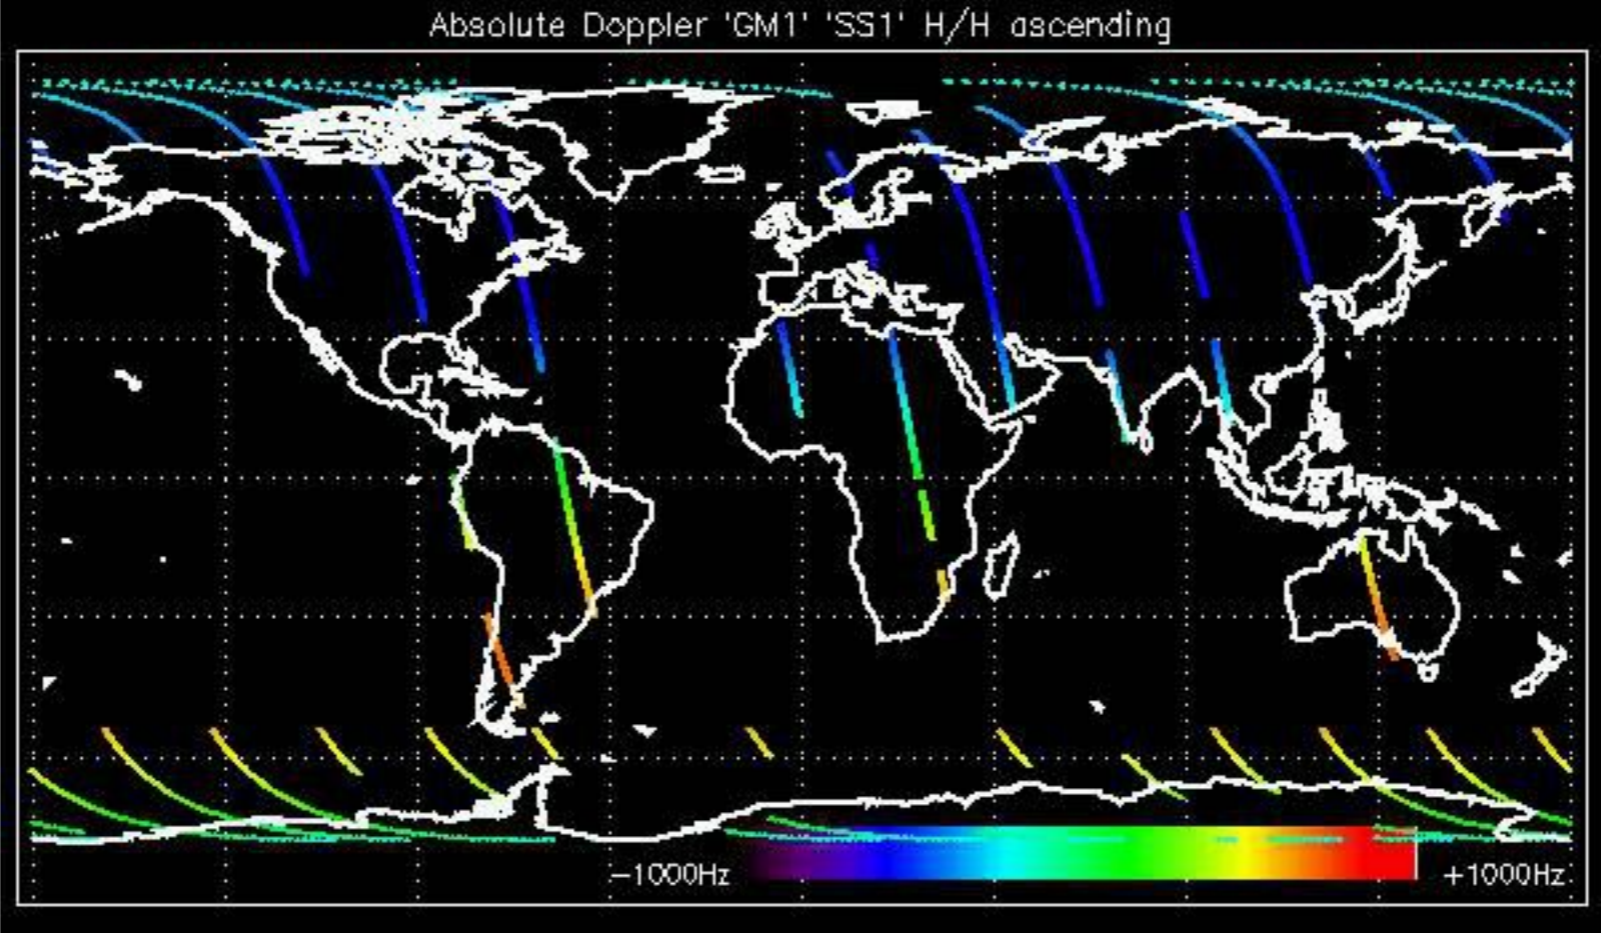 Absolute Doppler 'GM1' 'SS1' H/H ascending
−1000Hz +1000Hz